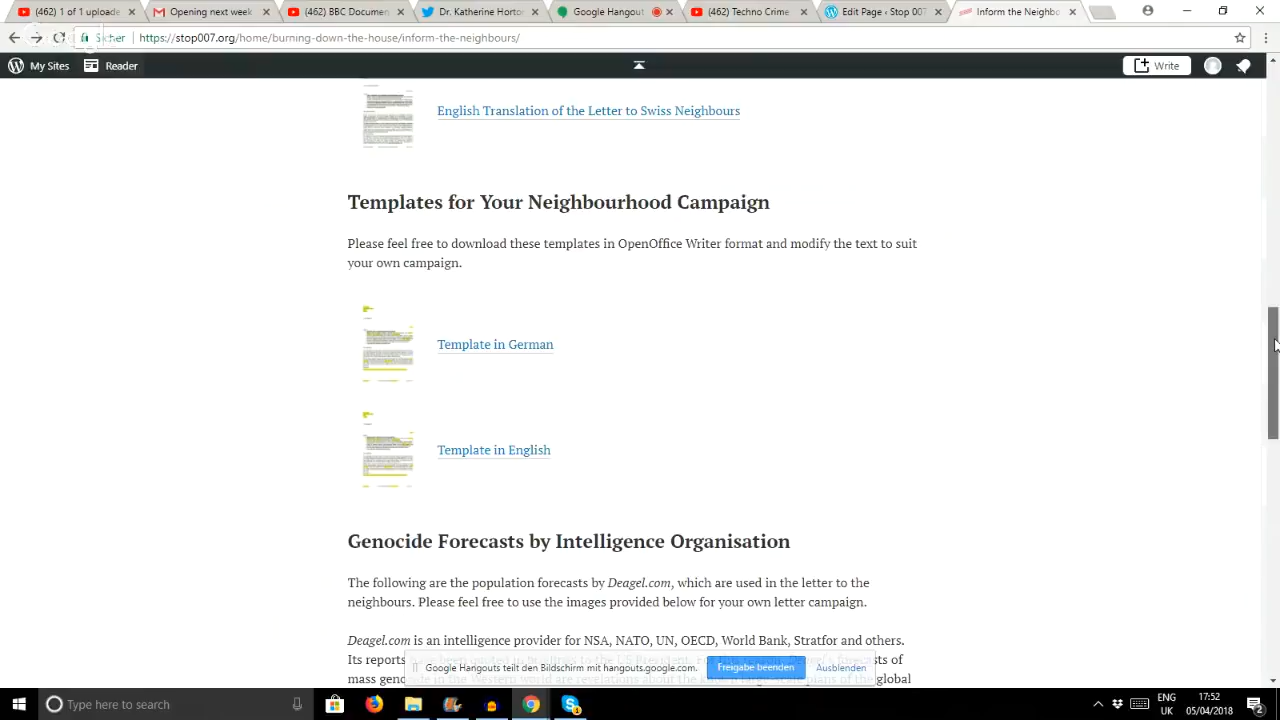 (462) 1 of 1 uploade
Opening next week
(462) BBC Documen
Dr. Katherine Horto
Google Hangout
(462) Techno Crime
Edit Page ‹ Stop 007
Inform the Neighbo
Sicher
https://stop007.org/home/burning-down-the-house/inform-the-neighbours/
My Sites
Reader
Write
English Translation of the Letter to Swiss Neighbours
Templates for Your Neighbourhood Campaign
Please feel free to download these templates in OpenOffice Writer format and modify the text to suit
your own campaign.
Template in German
Template in English
Genocide Forecasts by Intelligence Organisation
The following are the population forecasts by Deagel.com, which are used in the letter to the
neighbours. Please feel free to use the images provided below for your own letter campaign.
Deagel.com is an intelligence provider for NSA, NATO, UN, OECD, World Bank, Stratfor and others.
Its reports
of
mass
global
Google Hangouts teilt den Bildschirm mit hangouts.google.com.
Freigabe beenden
Ausblenden
Type here to search
ENG
UK
17:52
05/04/2018
2